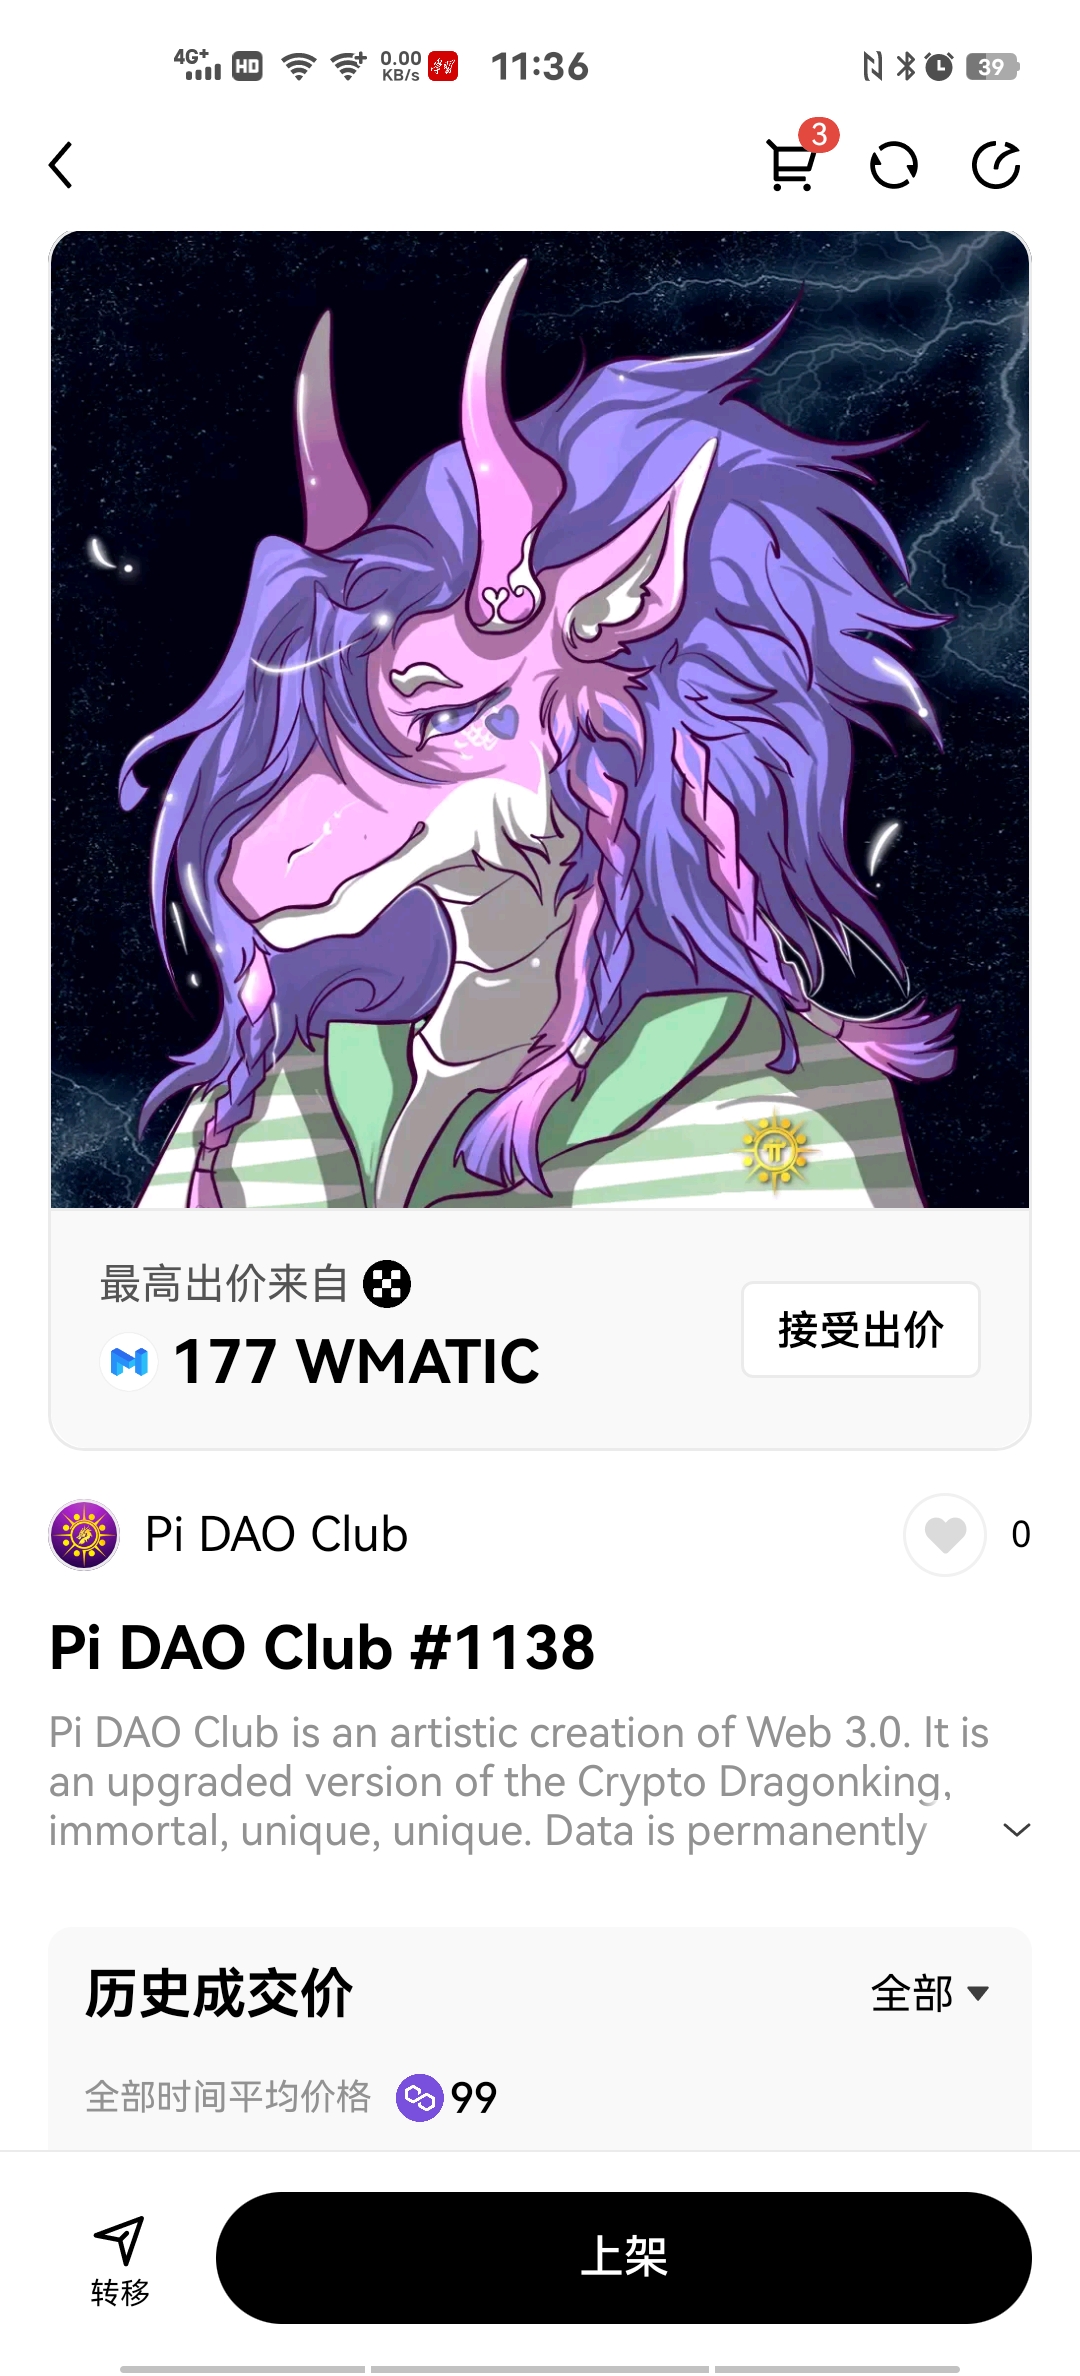 4G+ HD 0.00 KB/s 11:36 39
3
最高出价来自
177 WMATIC
接受出价
Pi DAO Club
0
Pi DAO Club #1138
Pi DAO Club is an artistic creation of Web 3.0. It is
an upgraded version of the Crypto Dragonking,
immortal, unique, unique. Data is permanently
历史成交价
全部
全部时间平均价格 99
转移
上架